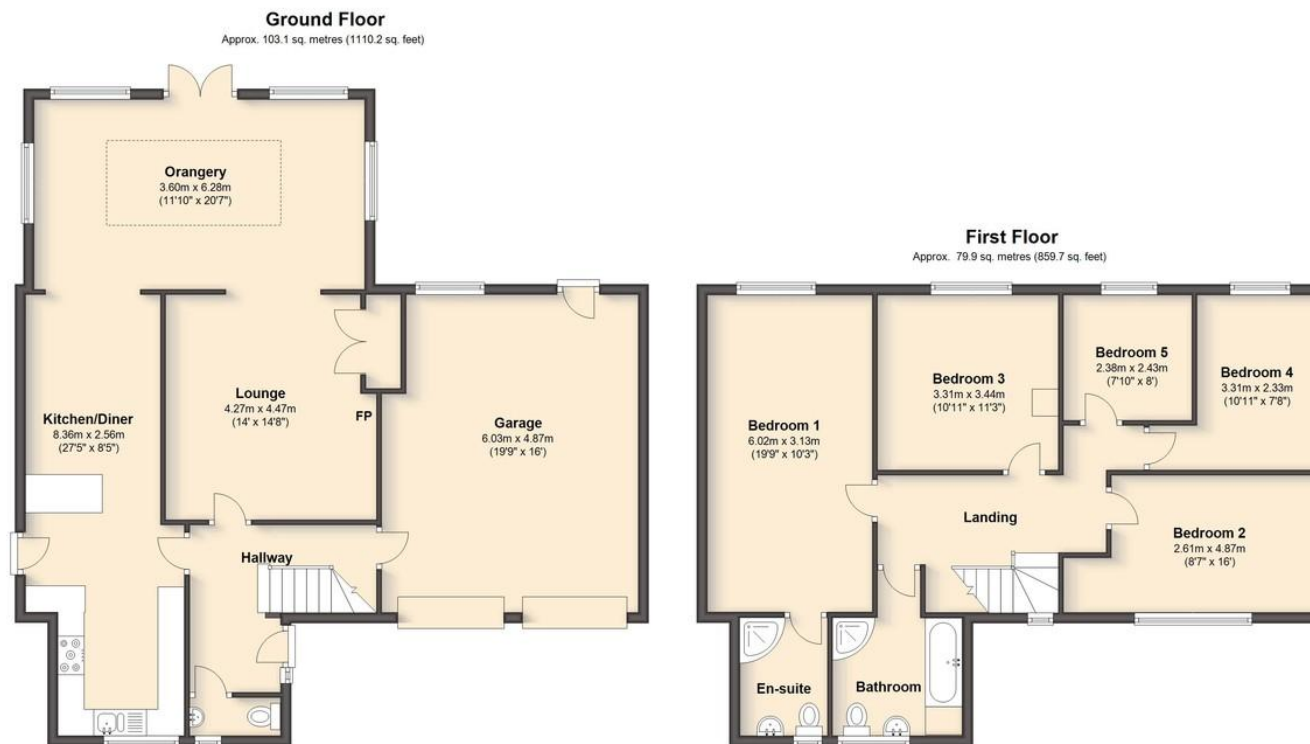 Ground Floor
Approx. 103.1 sq. metres (1110.2 sq. feet)
Orangery
3.60m x 6.28m
(11'10" x 20'7")
Lounge
4.27m x 4.47m
(14' x 14'8")
FP
Kitchen/Diner
8.36m x 2.56m
(27'5" x 8'5")
Garage
6.03m x 4.87m
(19'9" x 16')
Hallway
First Floor
Approx. 79.9 sq. metres (859.7 sq. feet)
Bedroom 5
2.38m x 2.43m
(7'10" x 8')
Bedroom 4
3.31m x 2.33m
(10'11" x 7'8")
Bedroom 3
3.31m x 3.44m
(10'11" x 11'3")
Bedroom 1
6.02m x 3.13m
(19'9" x 10'3")
Landing
Bedroom 2
2.61m x 4.87m
(8'7" x 16')
En-suite
Bathroom